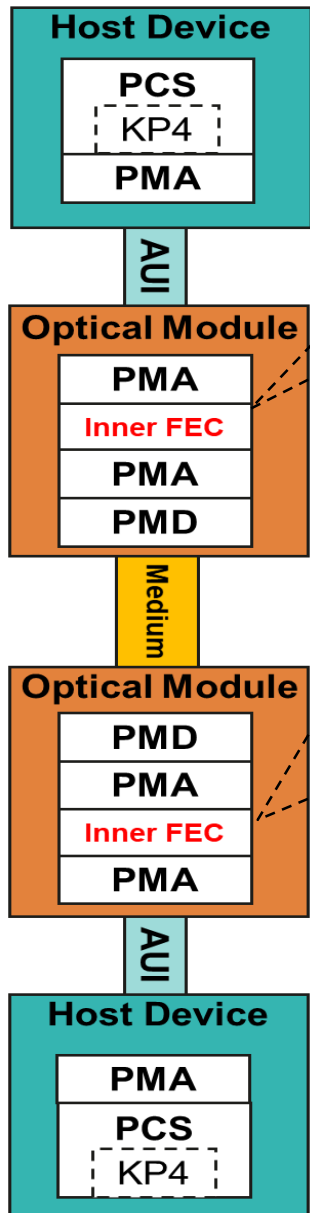 Host Device
PCS
KP4
PMA
AUI
Optical Module
PMA
Inner FEC
PMA
PMD
Medium
Optical Module
PMD
PMA
Inner FEC
PMA
AUI
Host Device
PMA
PCS
KP4